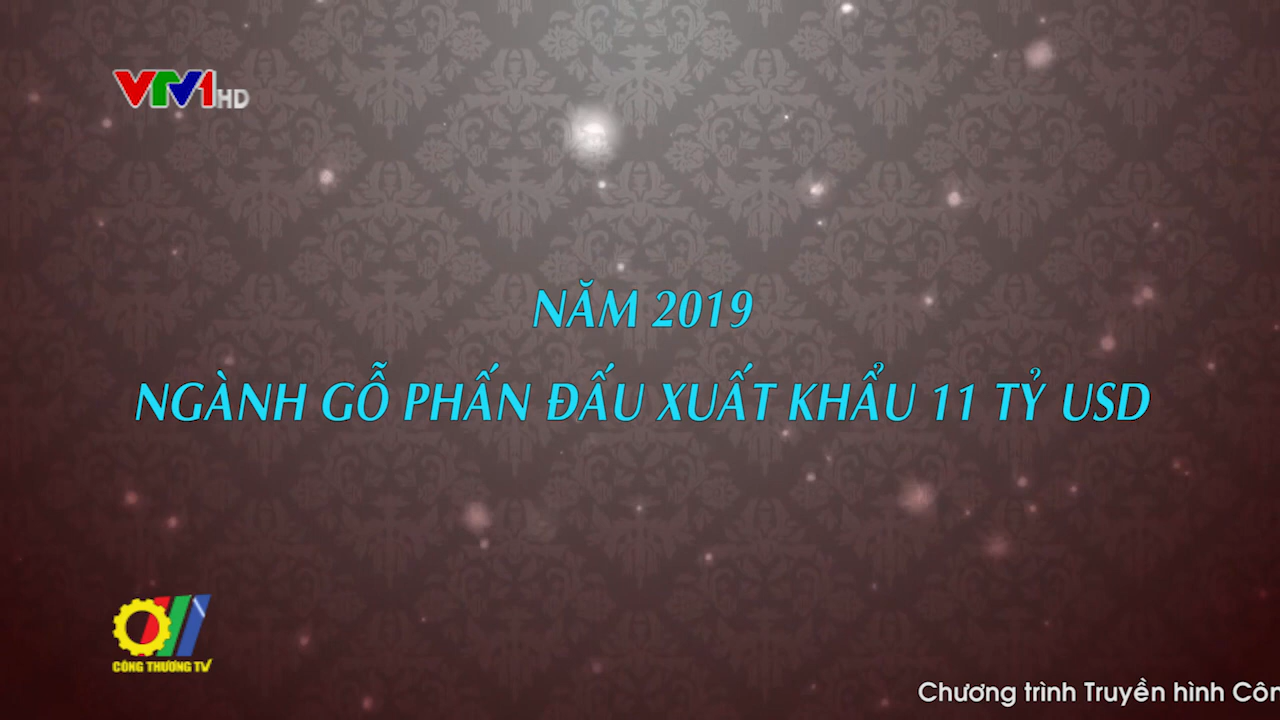 VTV1 HD
NĂM 2019
NGÀNH GỖ PHẤN ĐẤU XUẤT KHẨU 11 TỶ USD
CÔNG THƯƠNG TV
Chương trình Truyền hình Côn